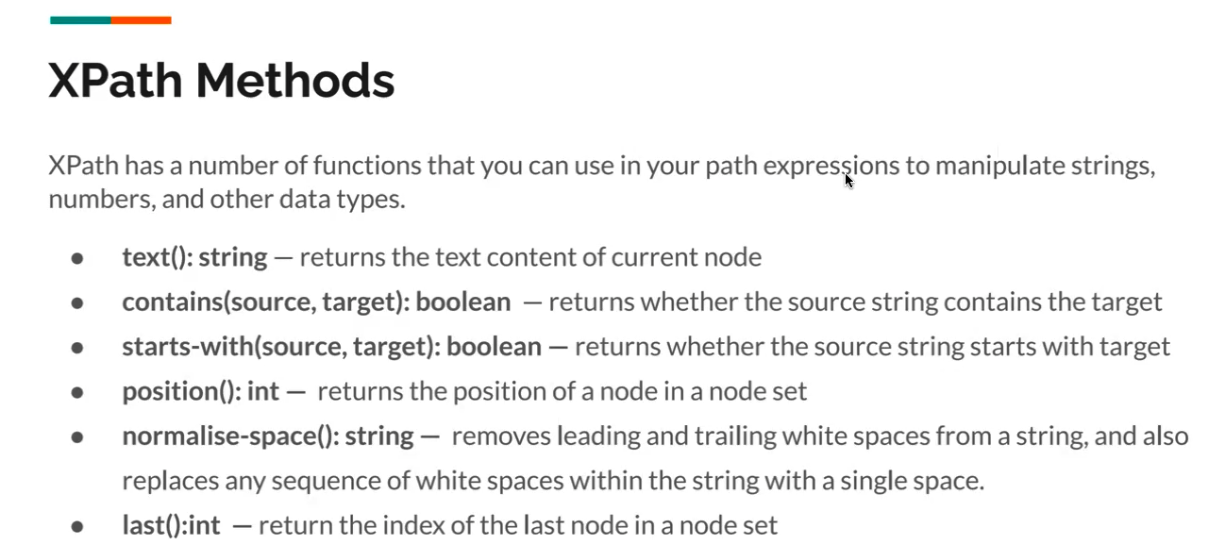 XPath Methods
XPath has a number of functions that you can use in your path expressions to manipulate strings,
numbers, and other data types.
● text(): string — returns the text content of current node
● contains(source, target): boolean — returns whether the source string contains the target
● starts-with(source, target): boolean — returns whether the source string starts with target
● position(): int — returns the position of a node in a node set
● normalise-space(): string — removes leading and trailing white spaces from a string, and also
replaces any sequence of white spaces within the string with a single space.
● last():int — return the index of the last node in a node set